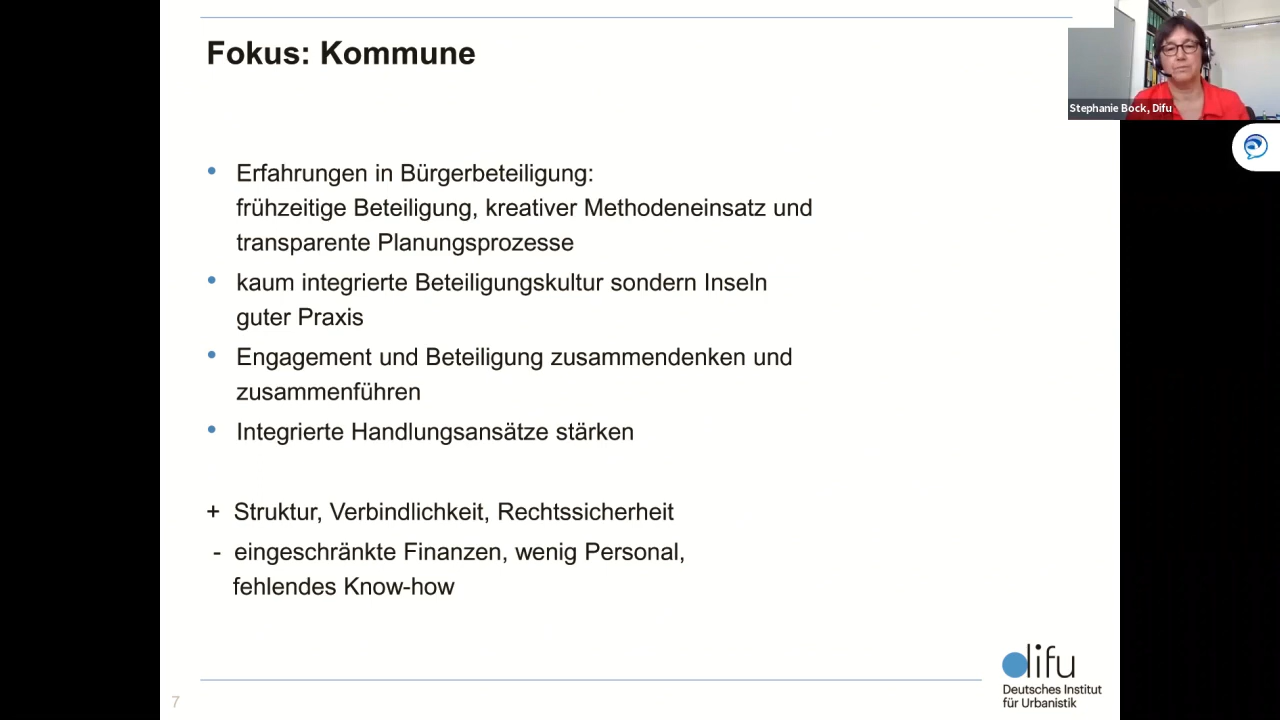 Fokus: Kommune
Stephanie Bock, Difu
• Erfahrungen in Bürgerbeteiligung:
frühzeitige Beteiligung, kreativer Methodeneinsatz und
transparente Planungsprozesse
• kaum integrierte Beteiligungskultur sondern Inseln
guter Praxis
• Engagement und Beteiligung zusammendenken und
zusammenführen
• Integrierte Handlungsansätze stärken
+ Struktur, Verbindlichkeit, Rechtssicherheit
- eingeschränkte Finanzen, wenig Personal,
fehlendes Know-how
difu
Deutsches Institut
für Urbanistik
7